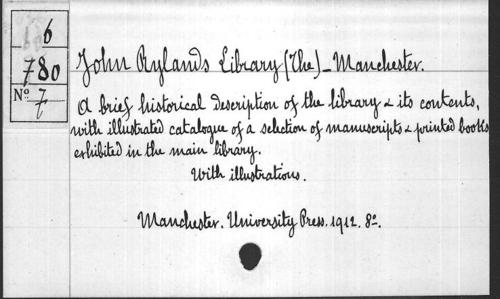 6
780
Nº 7
John Rylands Library (The)_Manchester.
A brief historical description of the library & its contents,
with illustrated catalogue of a selection of manuscripts & printed books
exhibited in the main library.
With illustrations.
Manchester. University Press. 1912. 8º.